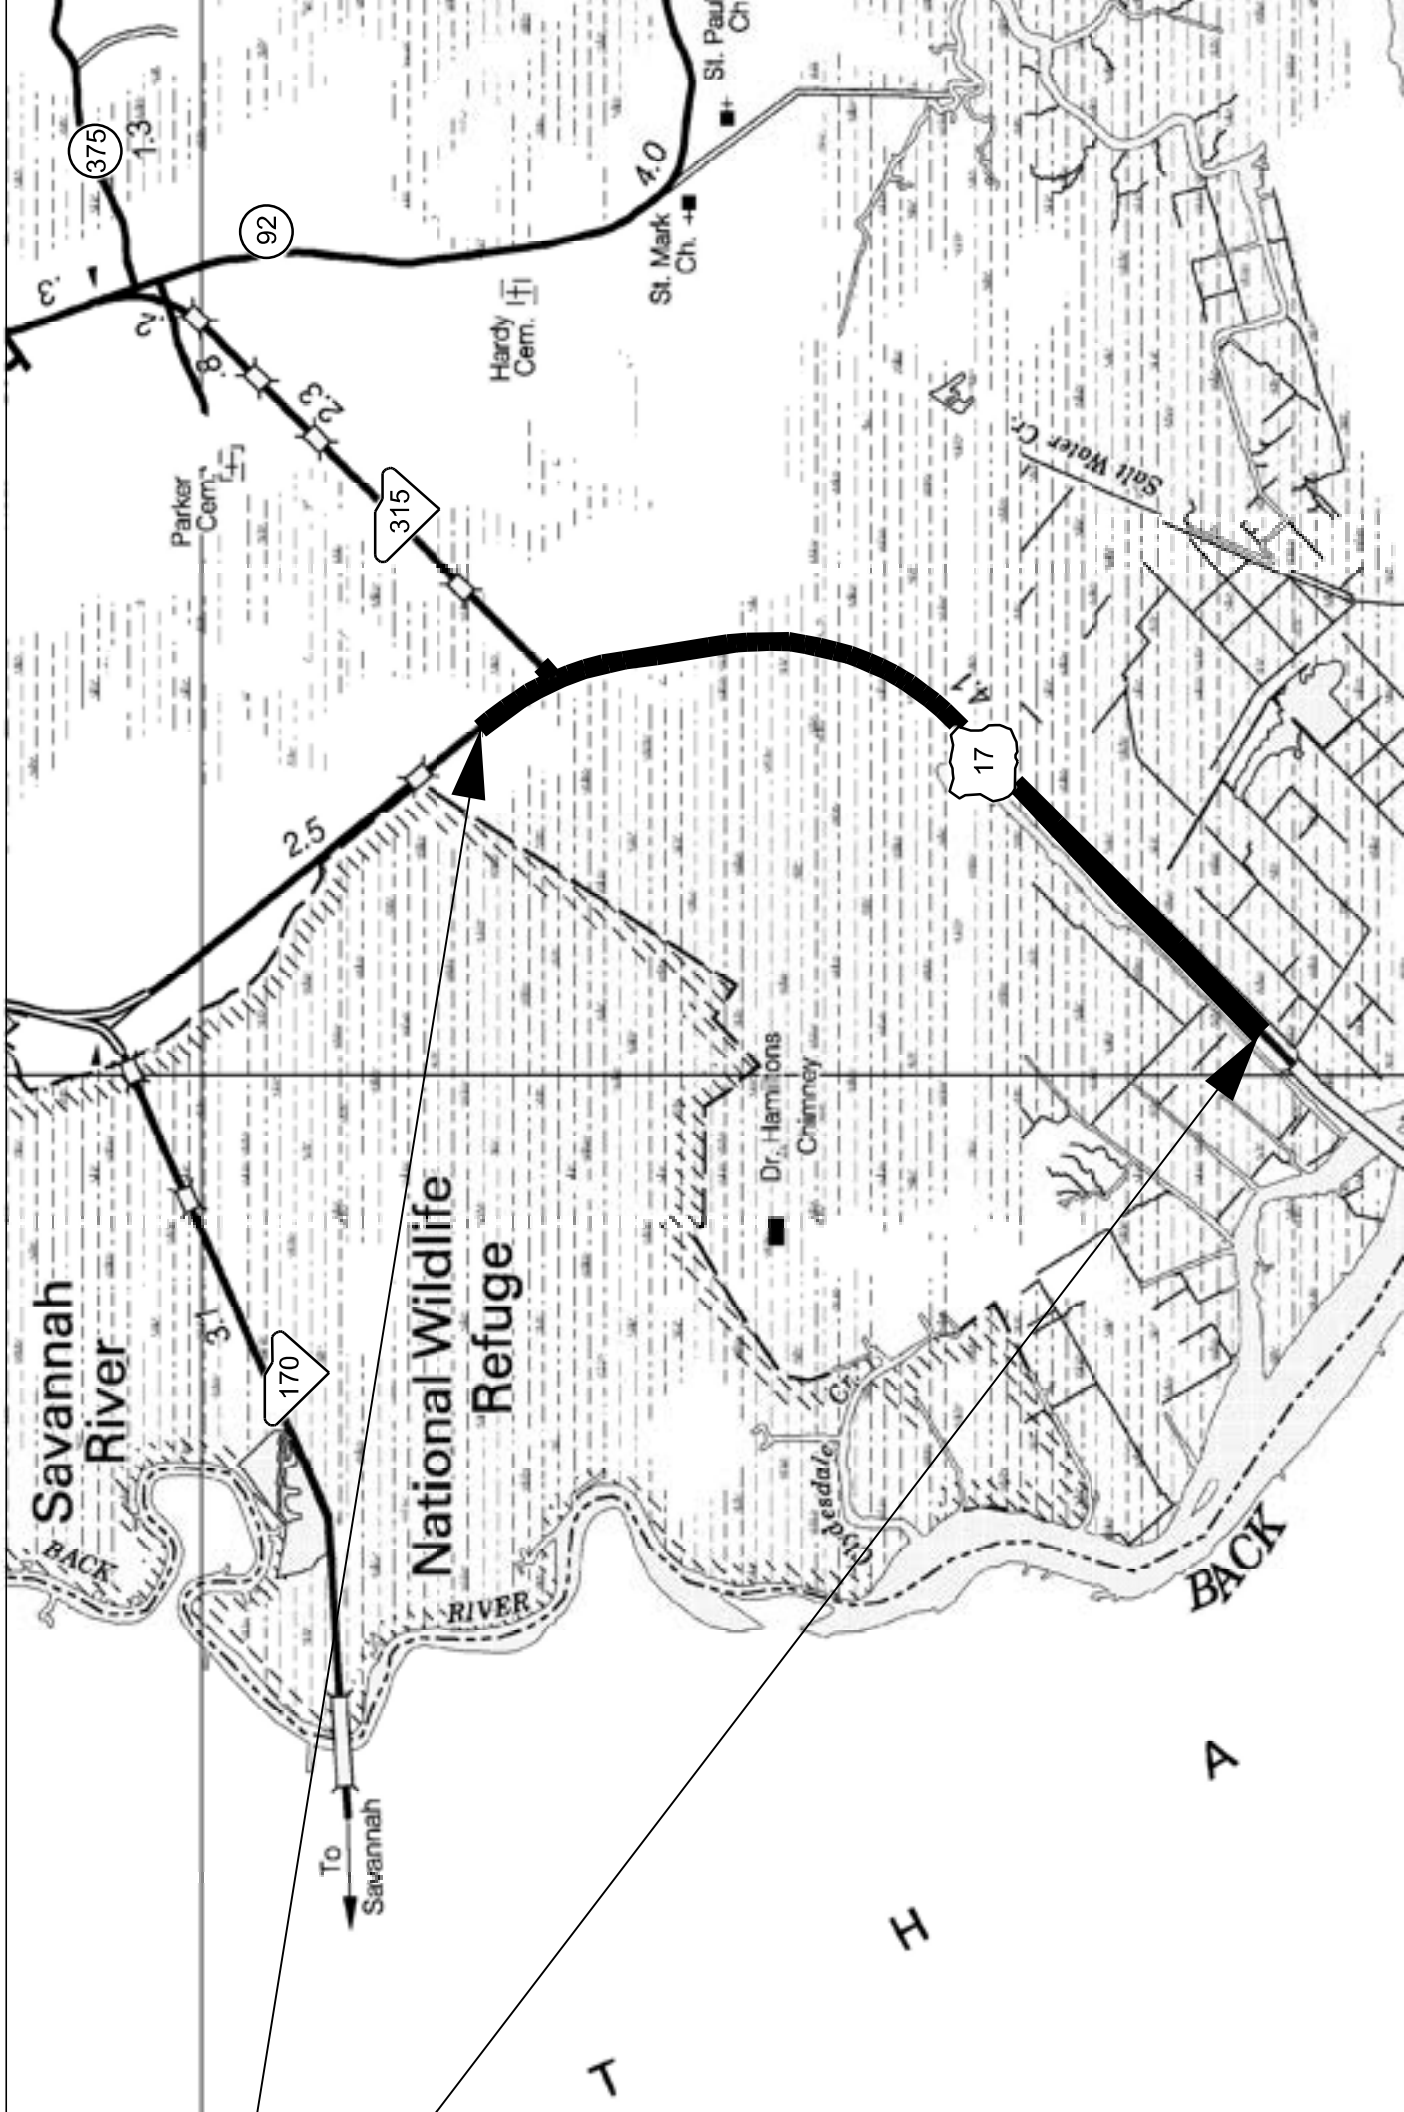 375
1.3
.3
92
4.0
St. Paul
Ch
St. Mark
Ch.
.2
.8
2.3
Hardy
Cem.
Parker
Cem.
315
Salt Water Cr.
2.5
4.1
17
Dr. Hamiltons
Chimney
Savannah
River
National Wildlife
Refuge
3.1
170
BACK
RIVER
Cr.
BACK
To
Savannah
A
H
T